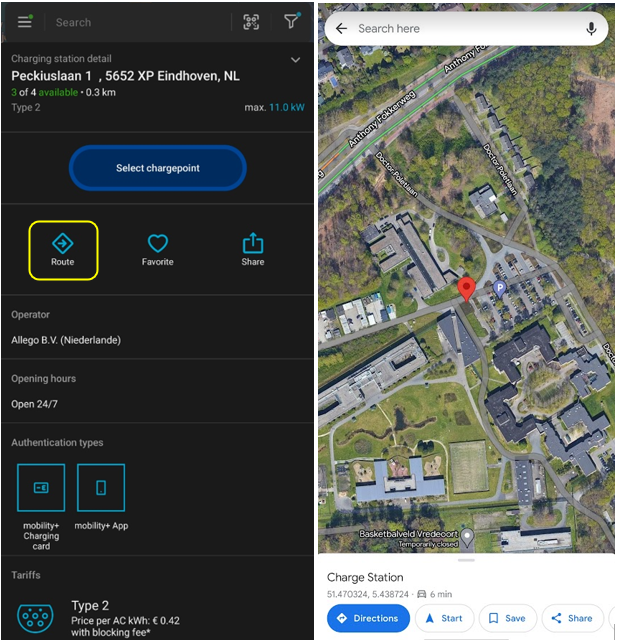 Search
Charging station detail
Peckiuslaan 1 , 5652 XP Eindhoven, NL
3 of 4 available • 0.3 km
Type 2
max. 11.0 kW
Select chargepoint
Route
Favorite
Share
Operator
Allego B.V. (Niederlande)
Opening hours
Open 24/7
Authentication types
mobility+
Charging
card
mobility+ App
Tariffs
Type 2
Price per AC kWh: € 0.42
with blocking fee*
Search here
Anthony Fokkerweg
Anthony Fokkerweg
Doctor Poletlaan
Doctor Poletlaan
P
Basketbalveld Vredeoort
Temporarily closed
Charge Station
51.470324, 5.438724 · 6 min
Directions
Start
Save
Share